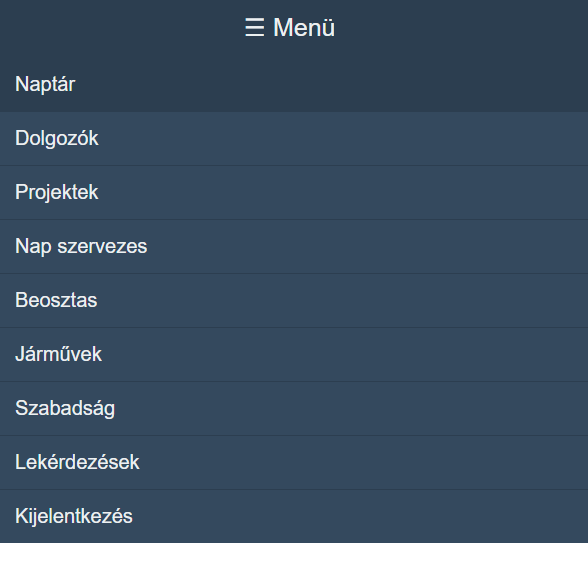 ☰ Menü
Naptár
Dolgozók
Projektek
Nap szervezes
Beosztas
Járművek
Szabadság
Lekérdezések
Kijelentkezés